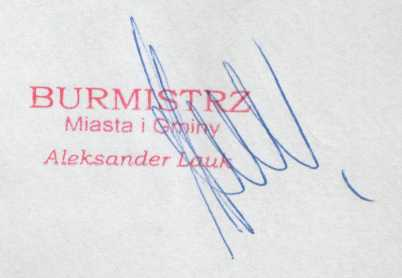 BURMISTRZ
Miasta i Gminy
Aleksander Lauk